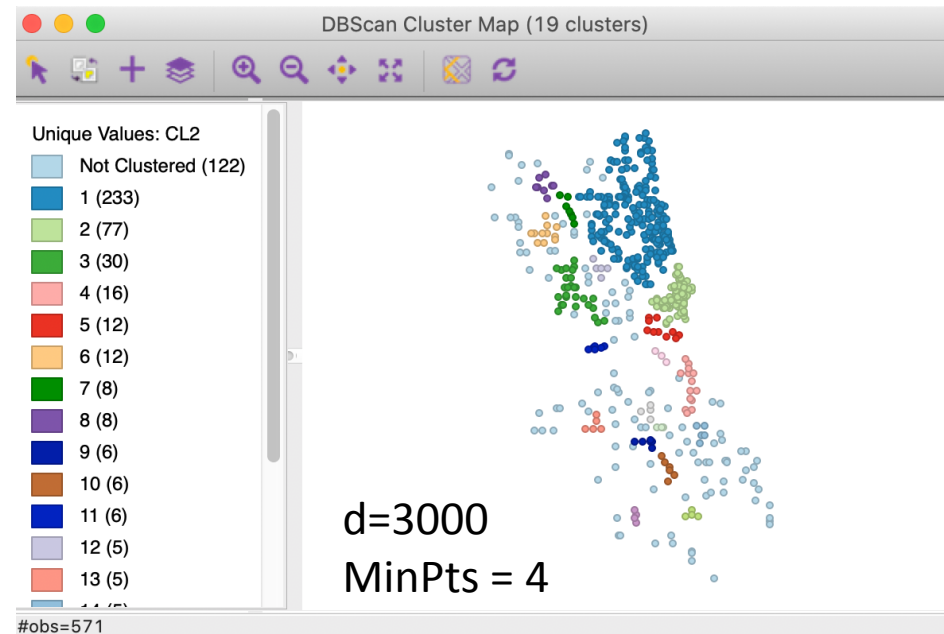 DBScan Cluster Map (19 clusters)
Unique Values: CL2
Not Clustered (122)
1 (233)
2 (77)
3 (30)
4 (16)
5 (12)
6 (12)
7 (8)
8 (8)
9 (6)
10 (6)
11 (6)
12 (5)
13 (5)
d=3000
MinPts = 4
#obs=571